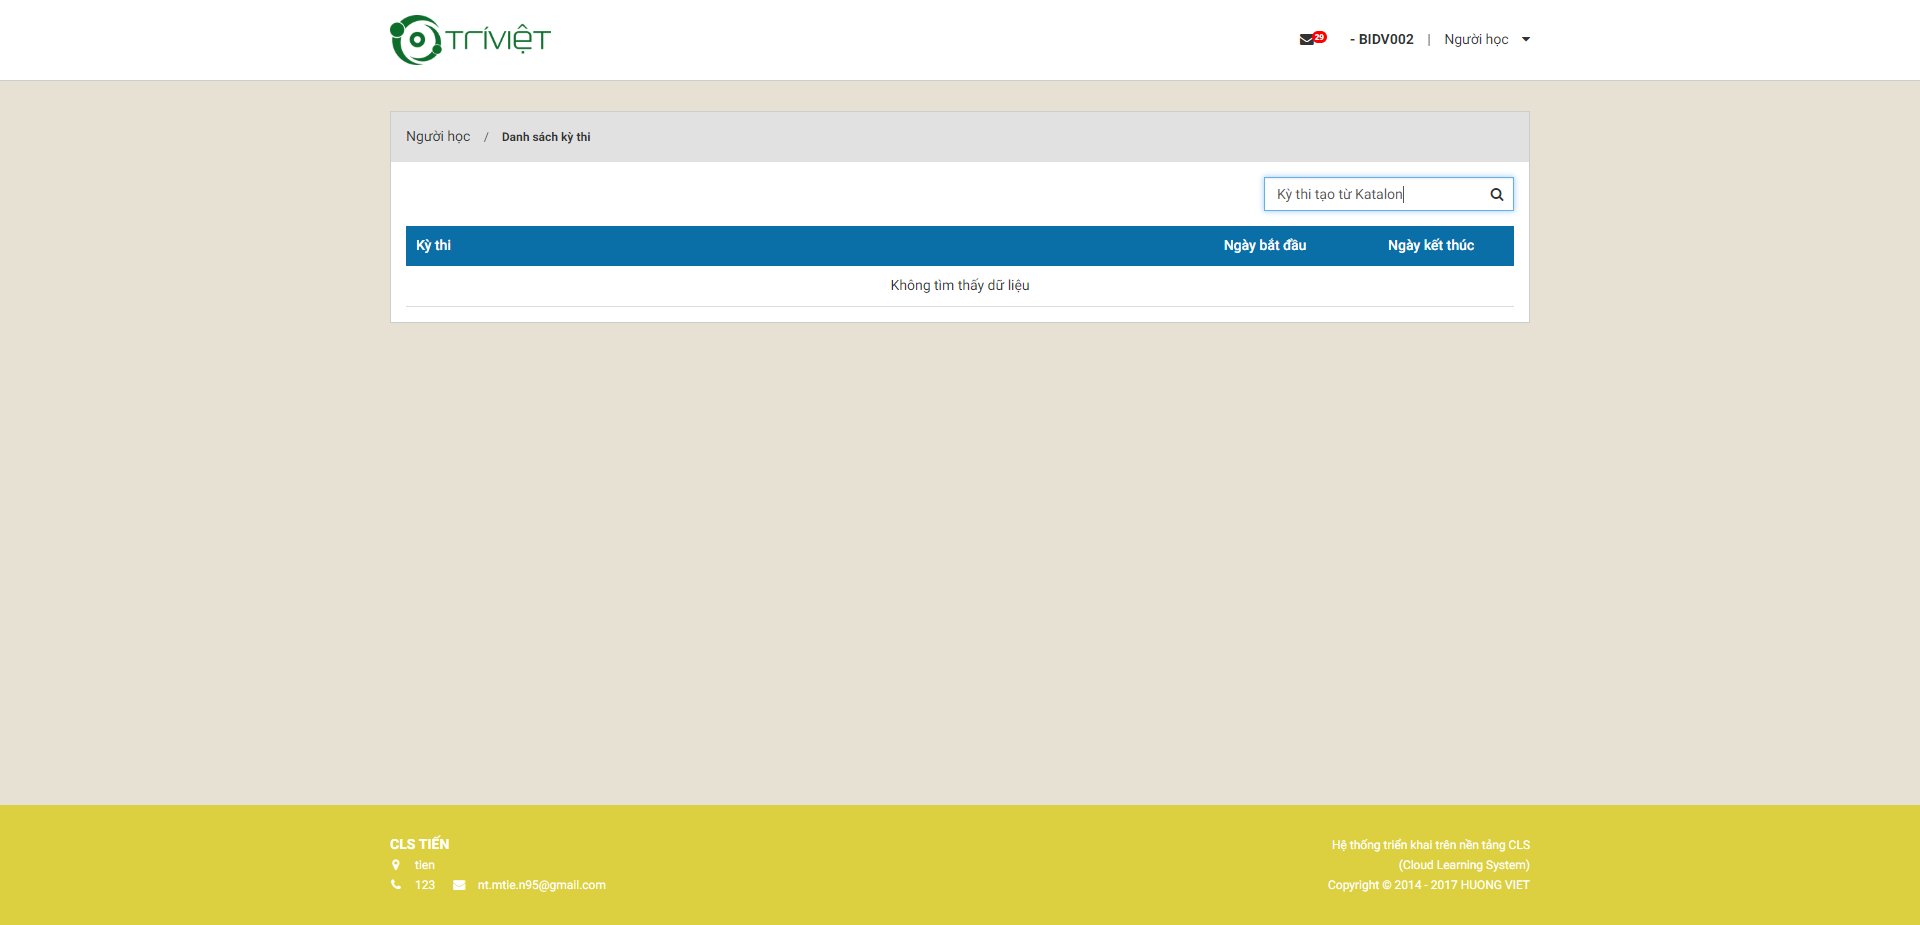 TRÍVIỆT
29
- BIDV002 | Người học
Người học / Danh sách kỳ thi
Kỳ thi tạo từ Katalon
Kỳ thi Ngày bắt đầu Ngày kết thúc
Không tìm thấy dữ liệu
CLS TIẾN
tien
123 nt.mtie.n95@gmail.com
Hệ thống triển khai trên nền tảng CLS
(Cloud Learning System)
Copyright © 2014 - 2017 HUONG VIET